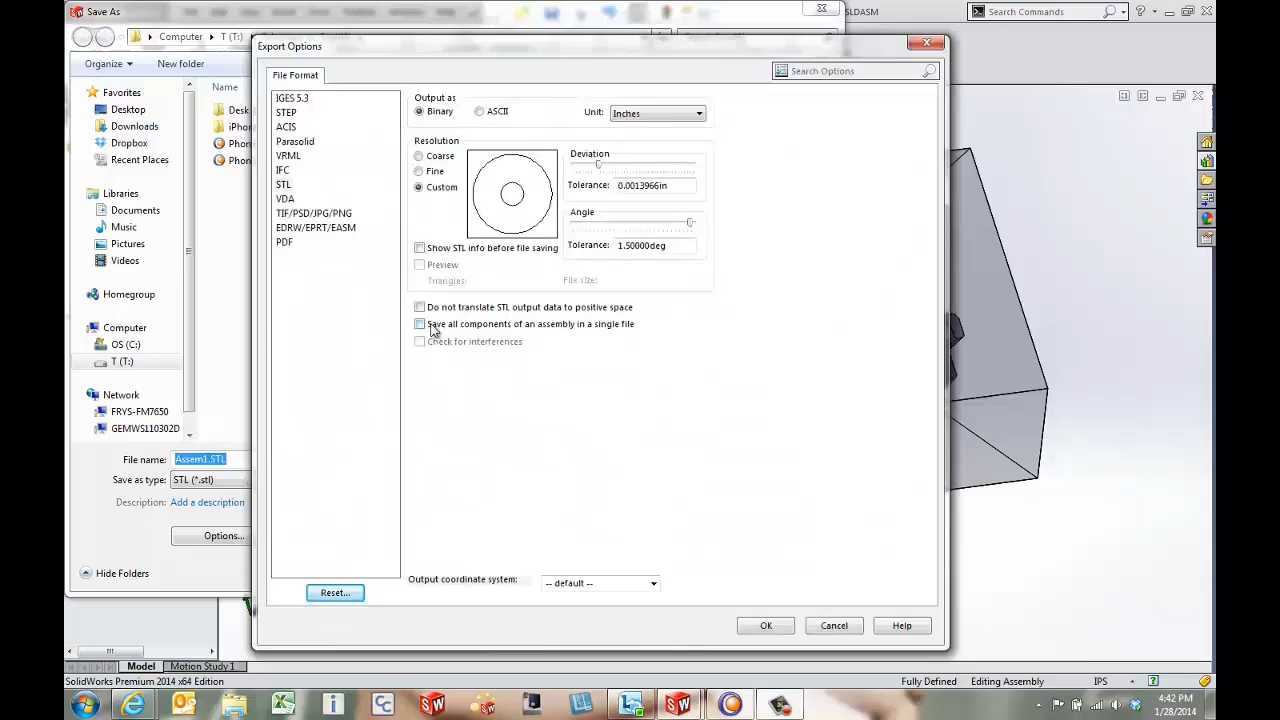 Save As
SLDASM
Search Commands
Computer
T (T:)
Export Options
Organize
New folder
File Format
Search Options
Favorites
Desktop
Downloads
Dropbox
Recent Places
Libraries
Documents
Music
Pictures
Videos
Homegroup
Computer
OS (C:)
T (T:)
Network
FRYS-FM7650
GEMWS110302D
Name
Desk
iPhon
Phon
Phon
IGES 5.3
STEP
ACIS
Parasolid
VRML
IFC
STL
VDA
TIF/PSD/JPG/PNG
EDRW/EPRT/EASM
PDF
Output as
Binary
ASCII
Unit:
Inches
Resolution
Coarse
Fine
Custom
Deviation
Tolerance:
0.0013966in
Angle
Tolerance:
1.50000deg
Show STL info before file saving
Preview
Triangles:
File size:
Do not translate STL output data to positive space
Save all components of an assembly in a single file
Check for interferences
File name:
Assem1.STL
Save as type:
STL (*.stl)
Description:
Add a description
Options...
Hide Folders
Reset...
Output coordinate system:
-- default --
OK
Cancel
Help
Model
Motion Study 1
SolidWorks Premium 2014 x64 Edition
Fully Defined
Editing Assembly
IPS
4:42 PM
1/28/2014